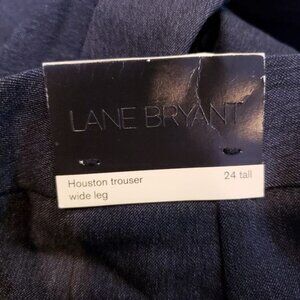 LANE BRYANT
Houston trouser 24 tall
wide leg